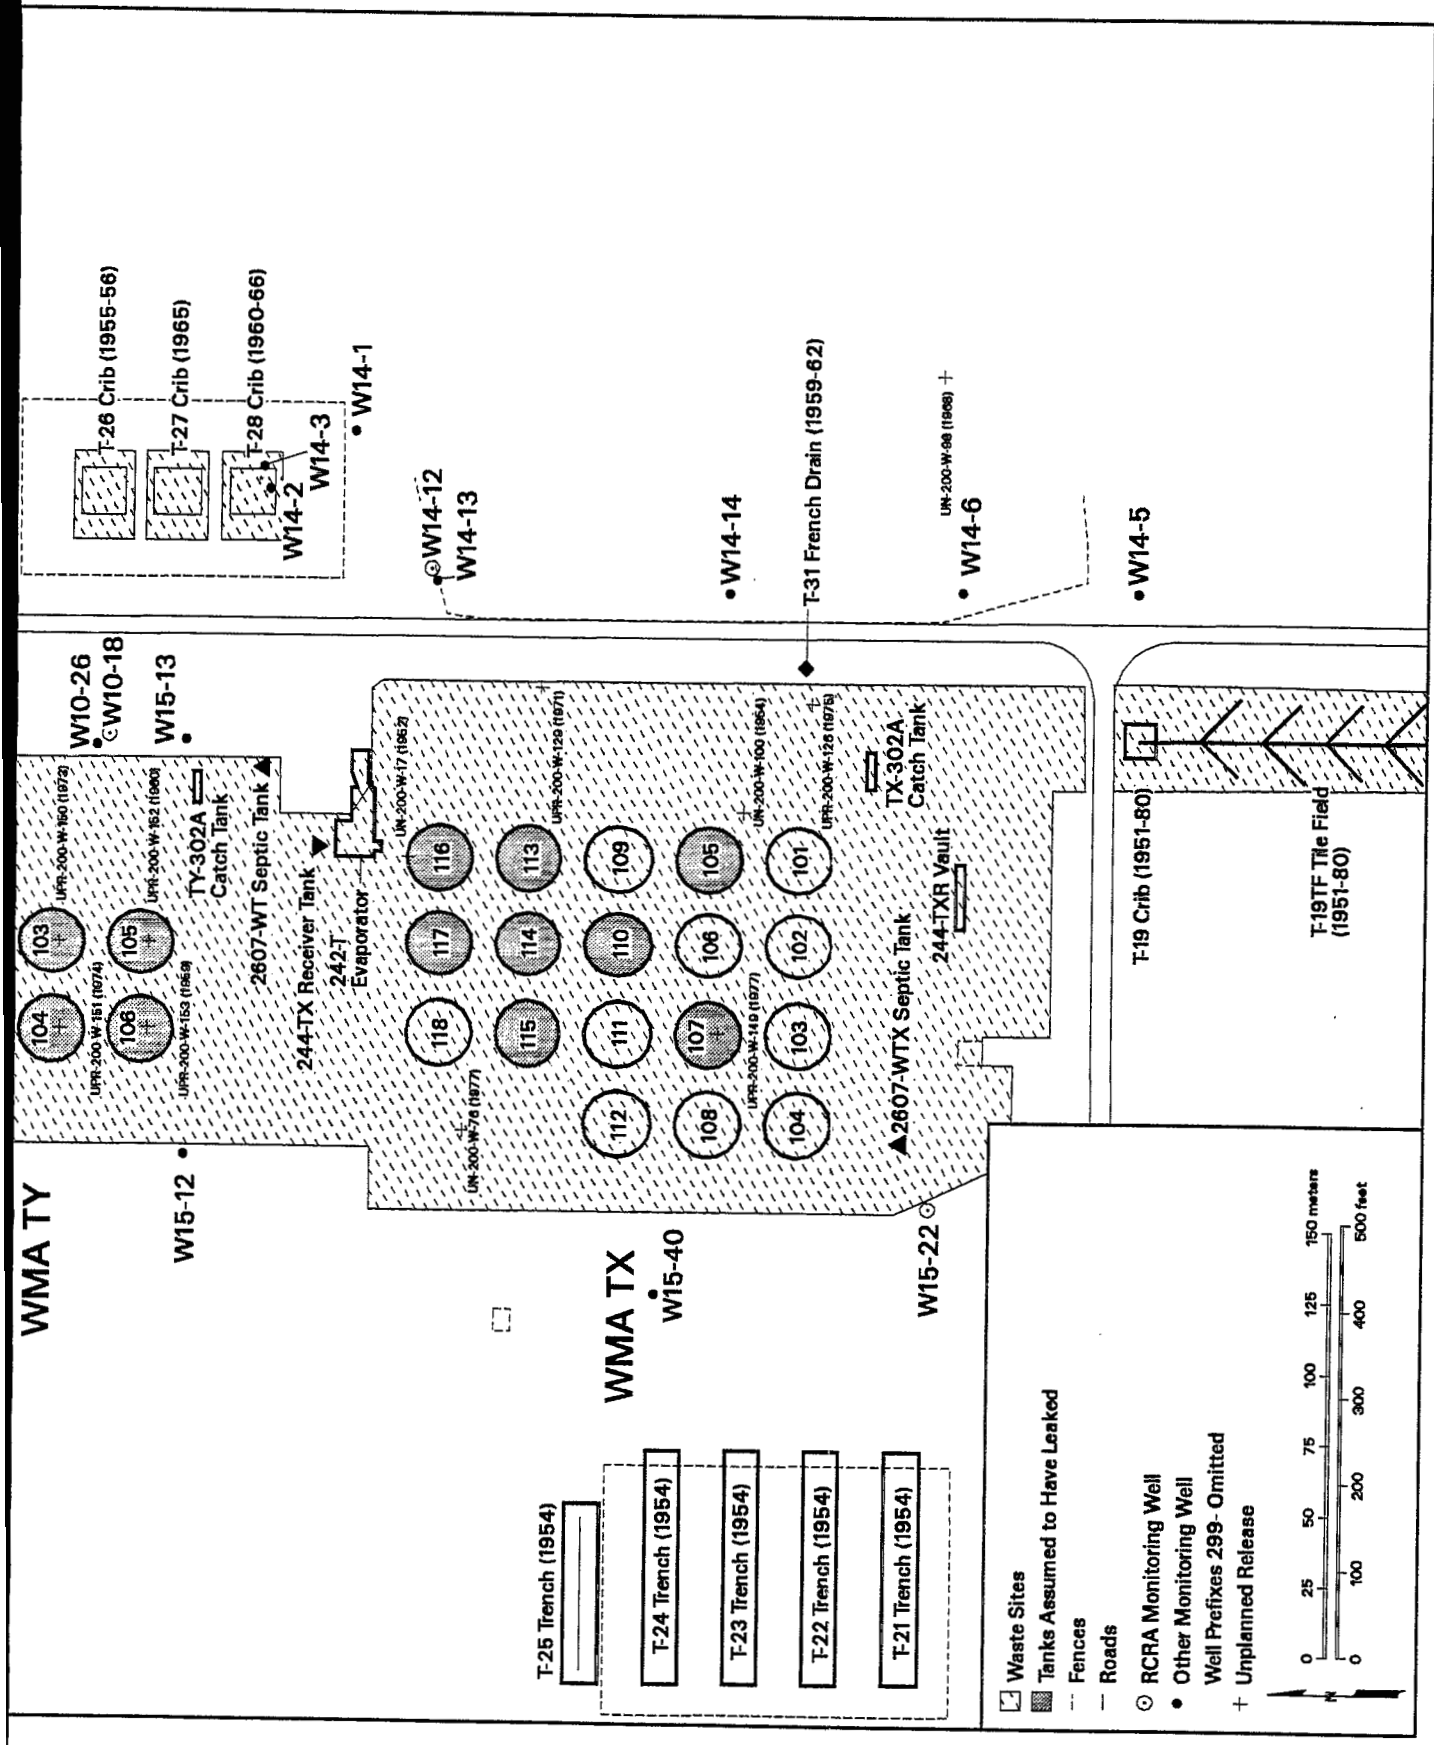 WMA TY
W15-12
104
103
106
105
UPR-200-W-150 (1973)
UPR-200-W-151 (1974)
UPR-200-W-152 (1960)
UPR-200-W-153 (1959)
TY-302A
Catch Tank
2607-WT Septic Tank
244-TX Receiver Tank
242-T
Evaporator
W10-26
W10-18
W15-13
T-26 Crib (1955-56)
T-27 Crib (1965)
T-28 Crib (1960-66)
W14-2
W14-3
W14-1
W14-12
W14-13
W14-14
T-31 French Drain (1959-62)
UN-200-W-98 (1968)
W14-6
W14-5
UN-200-W-17 (1952)
UPR-200-W-129 (1971)
UN-200-W-100 (1954)
UPR-200-W-126 (1975)
UN-200-W-76 (1977)
UPR-200-W-149 (1977)
118
117
116
115
114
113
112
111
110
109
108
107
106
105
104
103
102
101
TX-302A
Catch Tank
244-TXR Vault
2607-WTX Septic Tank
WMA TX
W15-40
W15-22
T-19 Crib (1951-80)
T-19TF Tile Field
(1951-80)
T-25 Trench (1954)
T-24 Trench (1954)
T-23 Trench (1954)
T-22 Trench (1954)
T-21 Trench (1954)
Waste Sites
Tanks Assumed to Have Leaked
Fences
Roads
RCRA Monitoring Well
Other Monitoring Well
Well Prefixes 299- Omitted
Unplanned Release
N
0 25 50 75 100 125 150 meters
0 100 200 300 400 500 feet